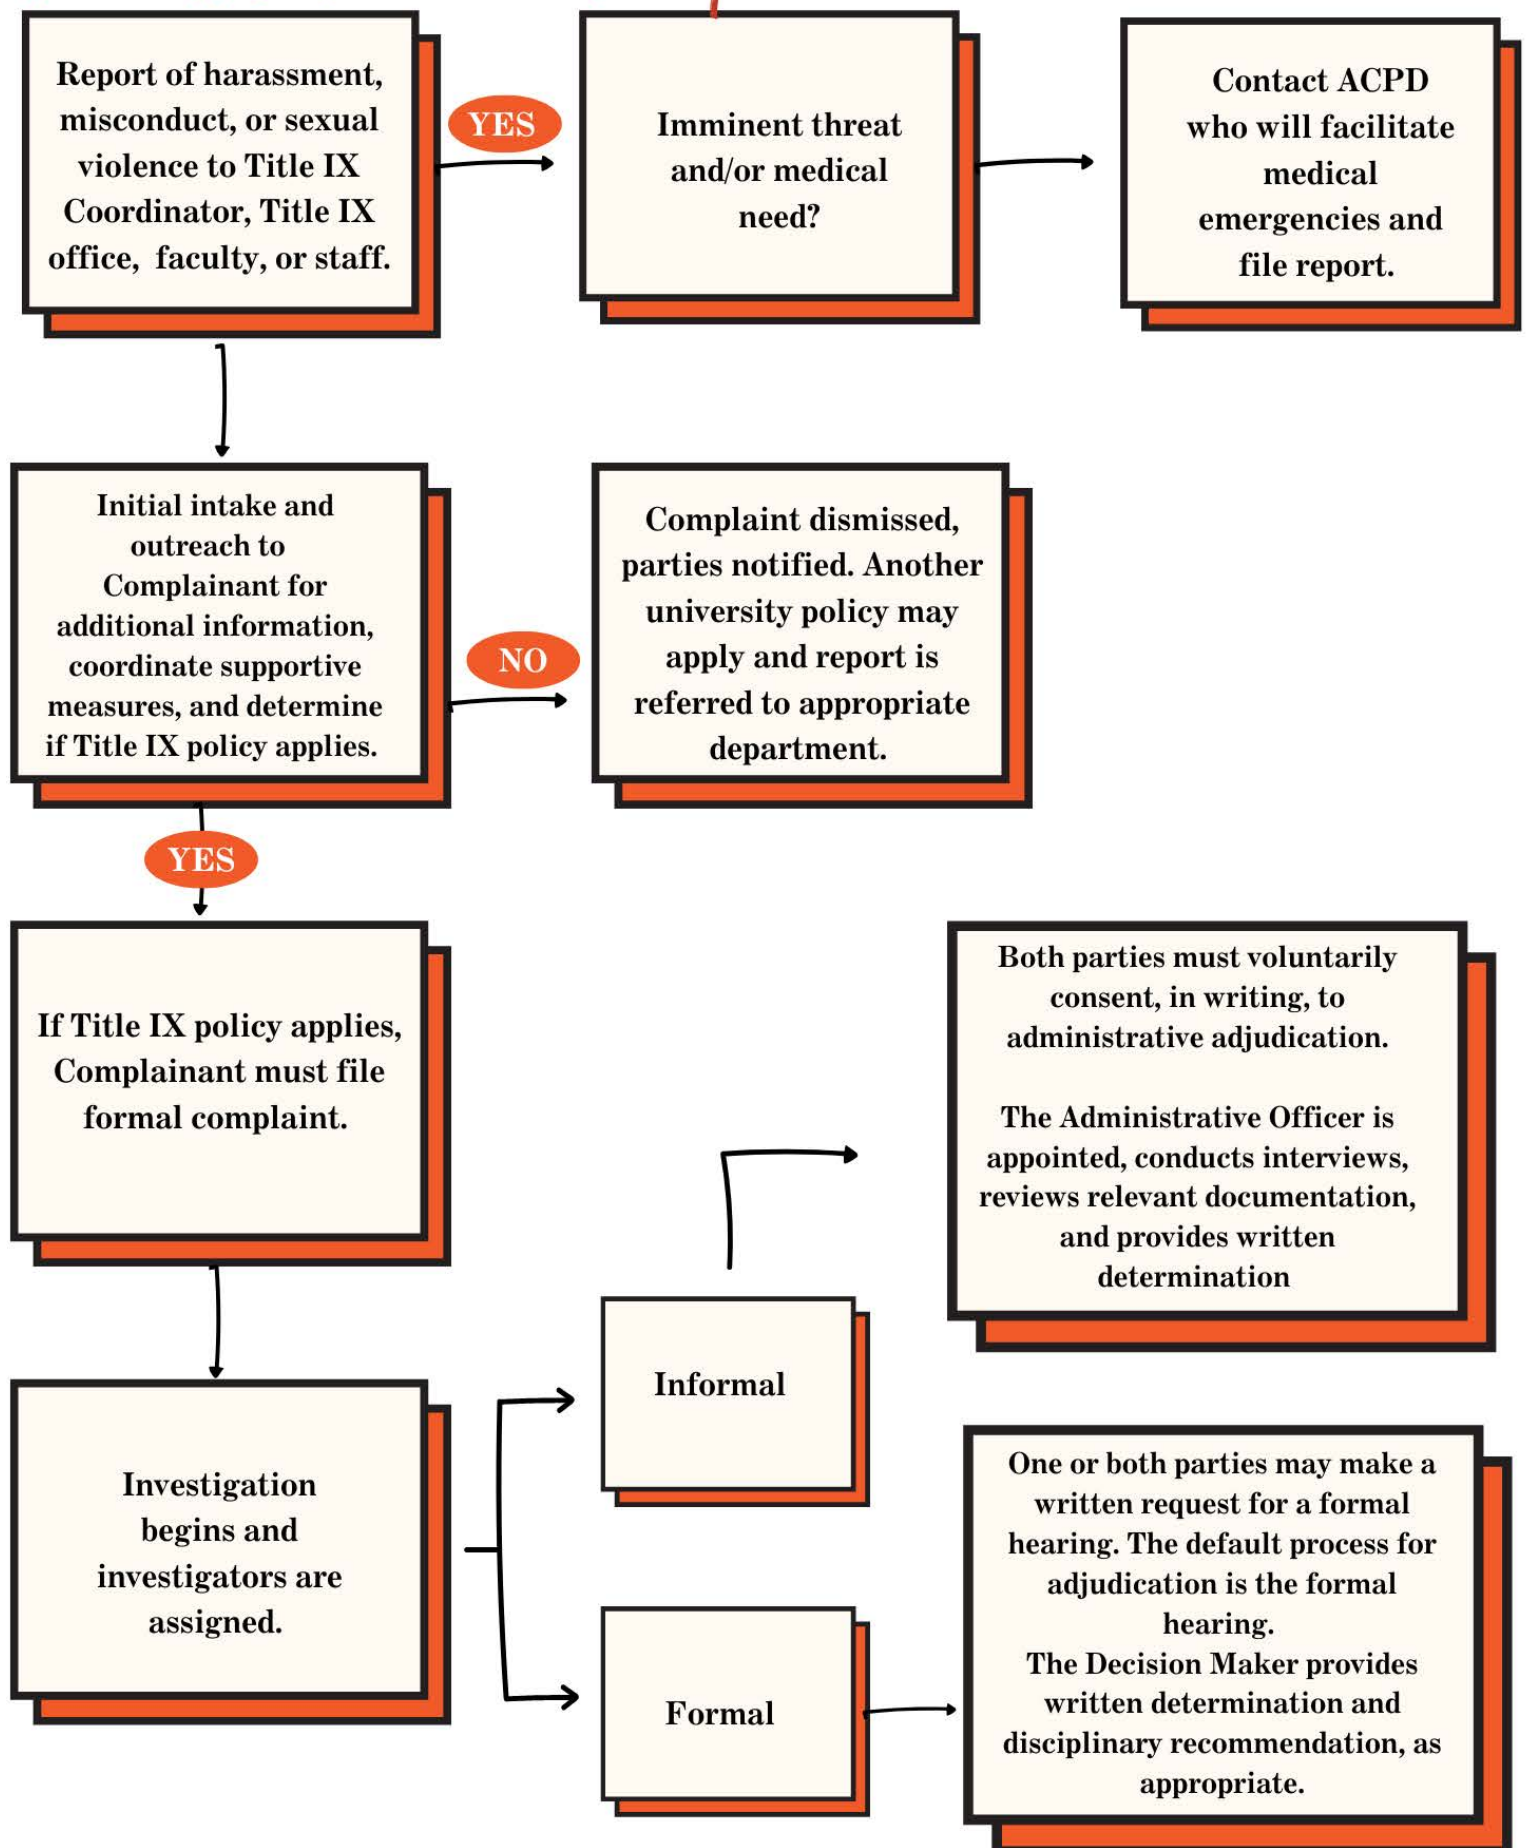 Report of harassment,
misconduct, or sexual
violence to Title IX
Coordinator, Title IX
office, faculty, or staff.
YES
Imminent threat
and/or medical
need?
Contact ACPD
who will facilitate
medical
emergencies and
file report.
Initial intake and
outreach to
Complainant for
additional information,
coordinate supportive
measures, and determine
if Title IX policy applies.
NO
Complaint dismissed,
parties notified. Another
university policy may
apply and report is
referred to appropriate
department.
YES
If Title IX policy applies,
Complainant must file
formal complaint.
Both parties must voluntarily
consent, in writing, to
administrative adjudication.
The Administrative Officer is
appointed, conducts interviews,
reviews relevant documentation,
and provides written
determination
Investigation
begins and
investigators are
assigned.
Informal
Formal
One or both parties may make a
written request for a formal
hearing. The default process for
adjudication is the formal
hearing.
The Decision Maker provides
written determination and
disciplinary recommendation, as
appropriate.